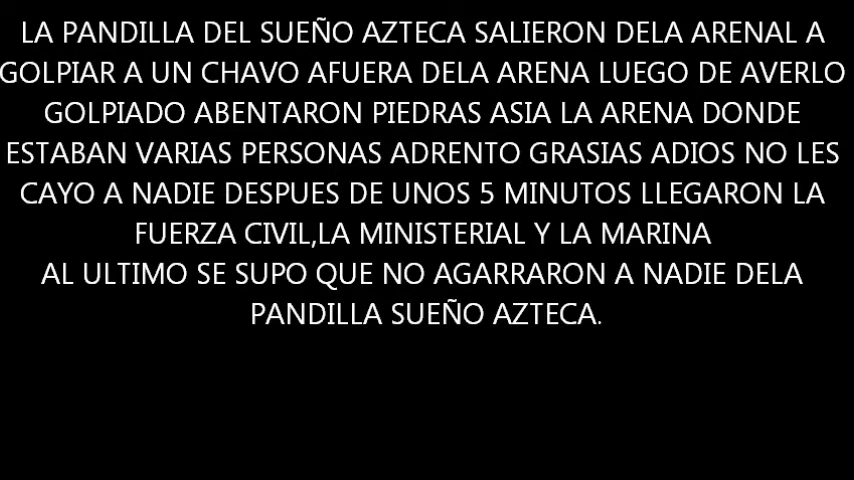 LA PANDILLA DEL SUEÑO AZTECA SALIERON DELA ARENAL A
GOLPIAR A UN CHAVO AFUERA DELA ARENA LUEGO DE AVERLO
GOLPIADO ABENTARON PIEDRAS ASIA LA ARENA DONDE
ESTABAN VARIAS PERSONAS ADRENTO GRASIAS ADIOS NO LES
CAYO A NADIE DESPUES DE UNOS 5 MINUTOS LLEGARON LA
FUERZA CIVIL,LA MINISTERIAL Y LA MARINA
AL ULTIMO SE SUPO QUE NO AGARRARON A NADIE DELA
PANDILLA SUEÑO AZTECA.